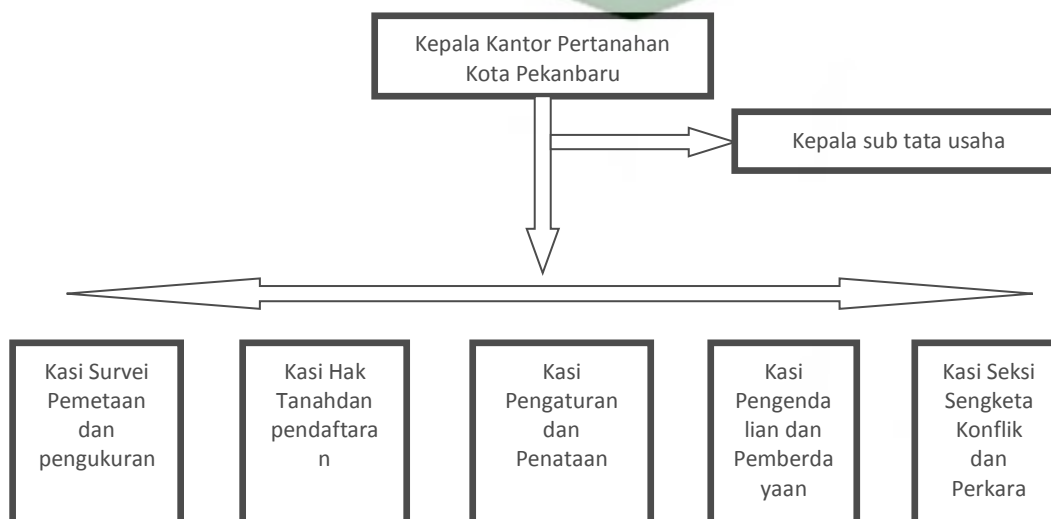 Kepala Kantor Pertanahan
Kota Pekanbaru
Kepala sub tata usaha
Kasi Survei
Pemetaan
dan
pengukuran
Kasi Hak
Tanahdan
pendaftara
n
Kasi
Pengaturan
dan
Penataan
Kasi
Pengenda
lian dan
Pemberda
yaan
Kasi Seksi
Sengketa
Konflik
dan
Perkara